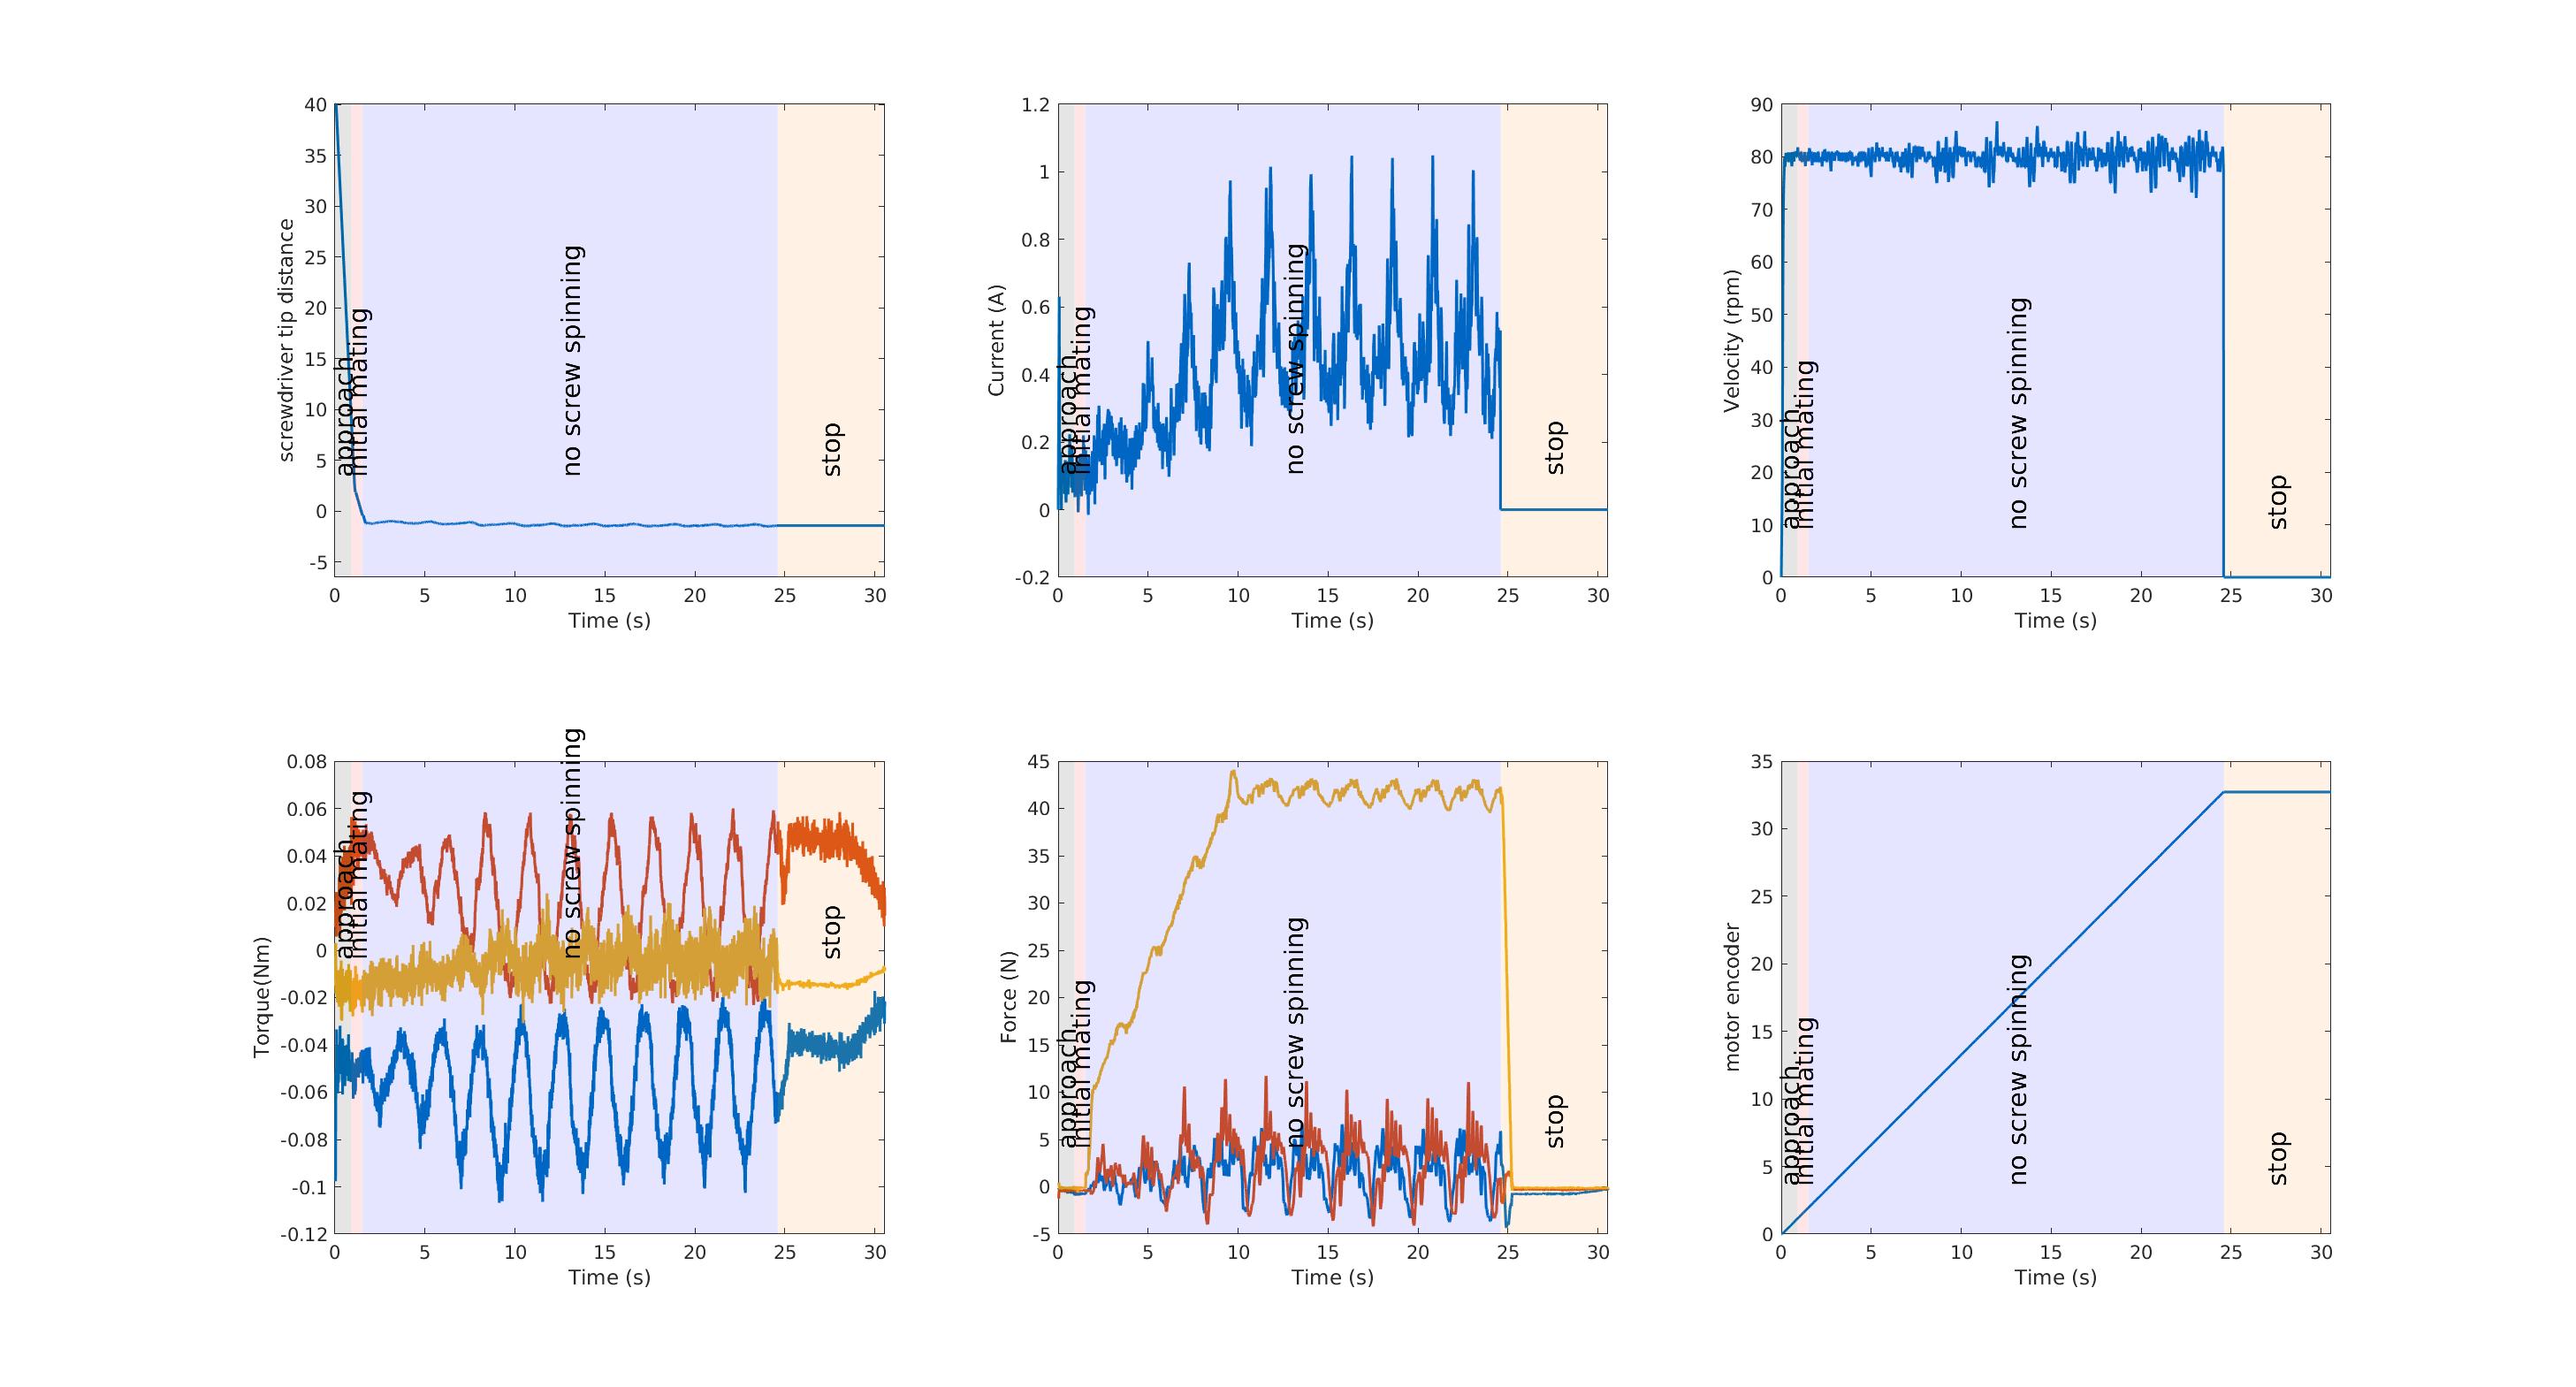 40
35
30
25
20
15
10
5
0
-5
screwdriver tip distance
approach
initial mating
no screw spinning
stop
0 5 10 15 20 25 30
Time (s)
1.2
1
0.8
0.6
0.4
0.2
0
-0.2
Current (A)
approach
initial mating
no screw spinning
stop
0 5 10 15 20 25 30
Time (s)
90
80
70
60
50
40
30
20
10
0
Velocity (rpm)
approach
initial mating
no screw spinning
stop
0 5 10 15 20 25 30
Time (s)
0.08
0.06
0.04
0.02
0
-0.02
-0.04
-0.06
-0.08
-0.1
-0.12
Torque(Nm)
approach
initial mating
no screw spinning
stop
0 5 10 15 20 25 30
Time (s)
45
40
35
30
25
20
15
10
5
0
-5
Force (N)
approach
initial mating
no screw spinning
stop
0 5 10 15 20 25 30
Time (s)
35
30
25
20
15
10
5
0
motor encoder
approach
initial mating
no screw spinning
stop
0 5 10 15 20 25 30
Time (s)